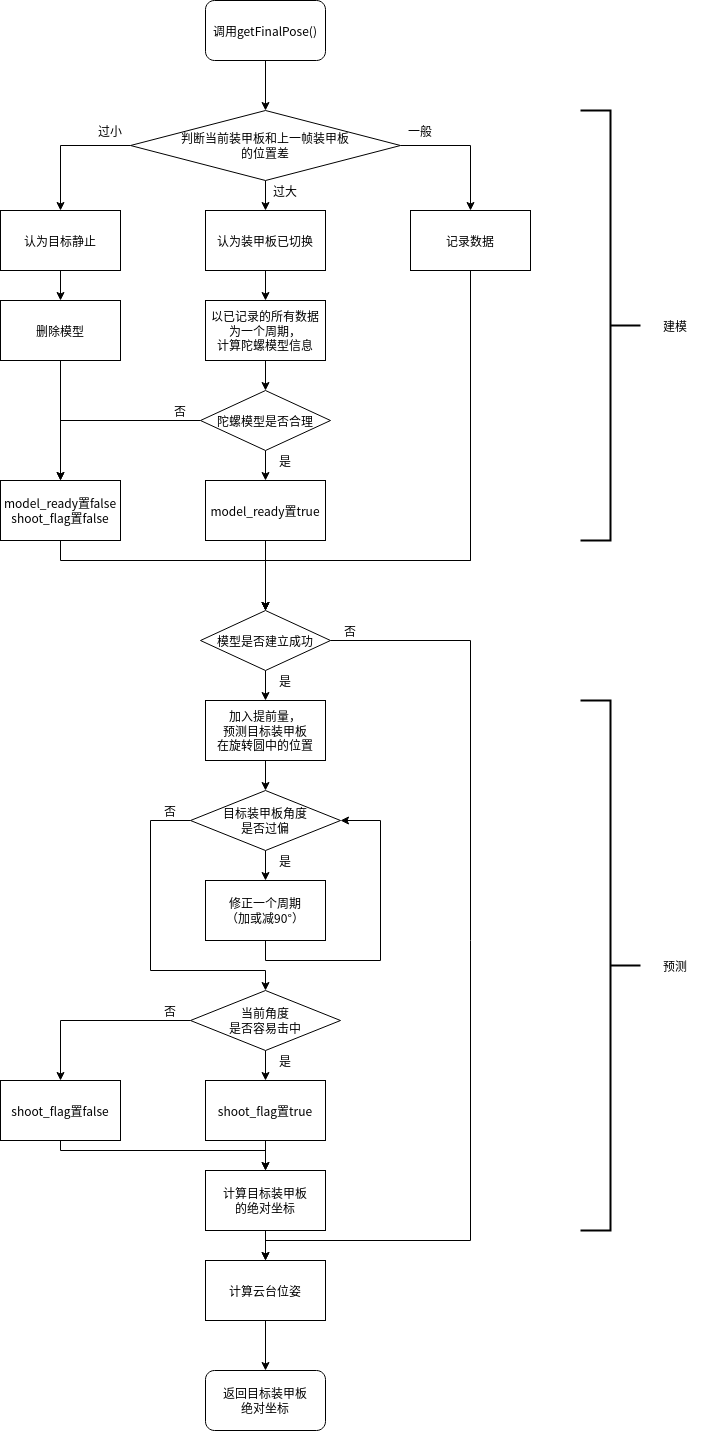 调用getFinalPose()
过小
一般
判断当前装甲板和上一帧装甲板
的位置差
过大
认为目标静止
认为装甲板已切换
记录数据
删除模型
以已记录的所有数据
为一个周期，
计算陀螺模型信息
建模
否
陀螺模型是否合理
是
model_ready置false
shoot_flag置false
model_ready置true
模型是否建立成功
否
是
加入提前量，
预测目标装甲板
在旋转圆中的位置
否
目标装甲板角度
是否过偏
是
修正一个周期
（加或减90°）
预测
否
当前角度
是否容易击中
是
shoot_flag置false
shoot_flag置true
计算目标装甲板
的绝对坐标
计算云台位姿
返回目标装甲板
绝对坐标